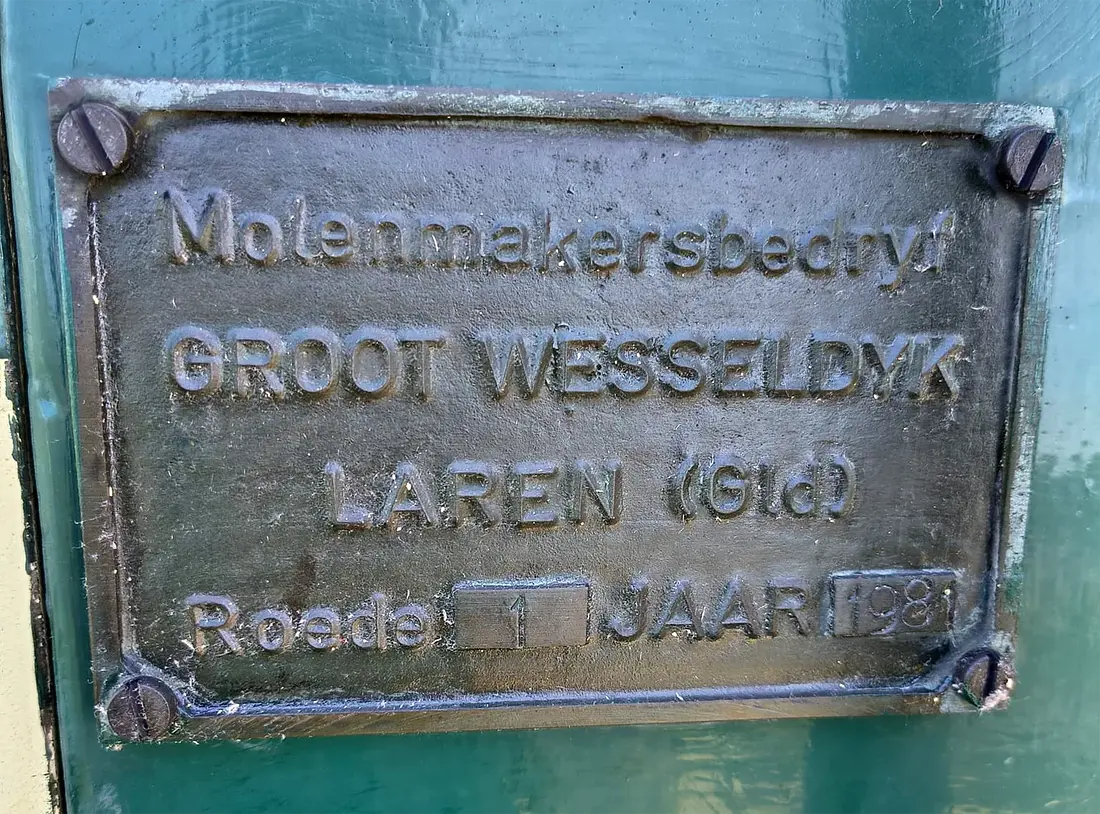 Molenmakersbedryf
GROOT WESSELDYK
LAREN (Gld)
Roede 1 JAAR 1981